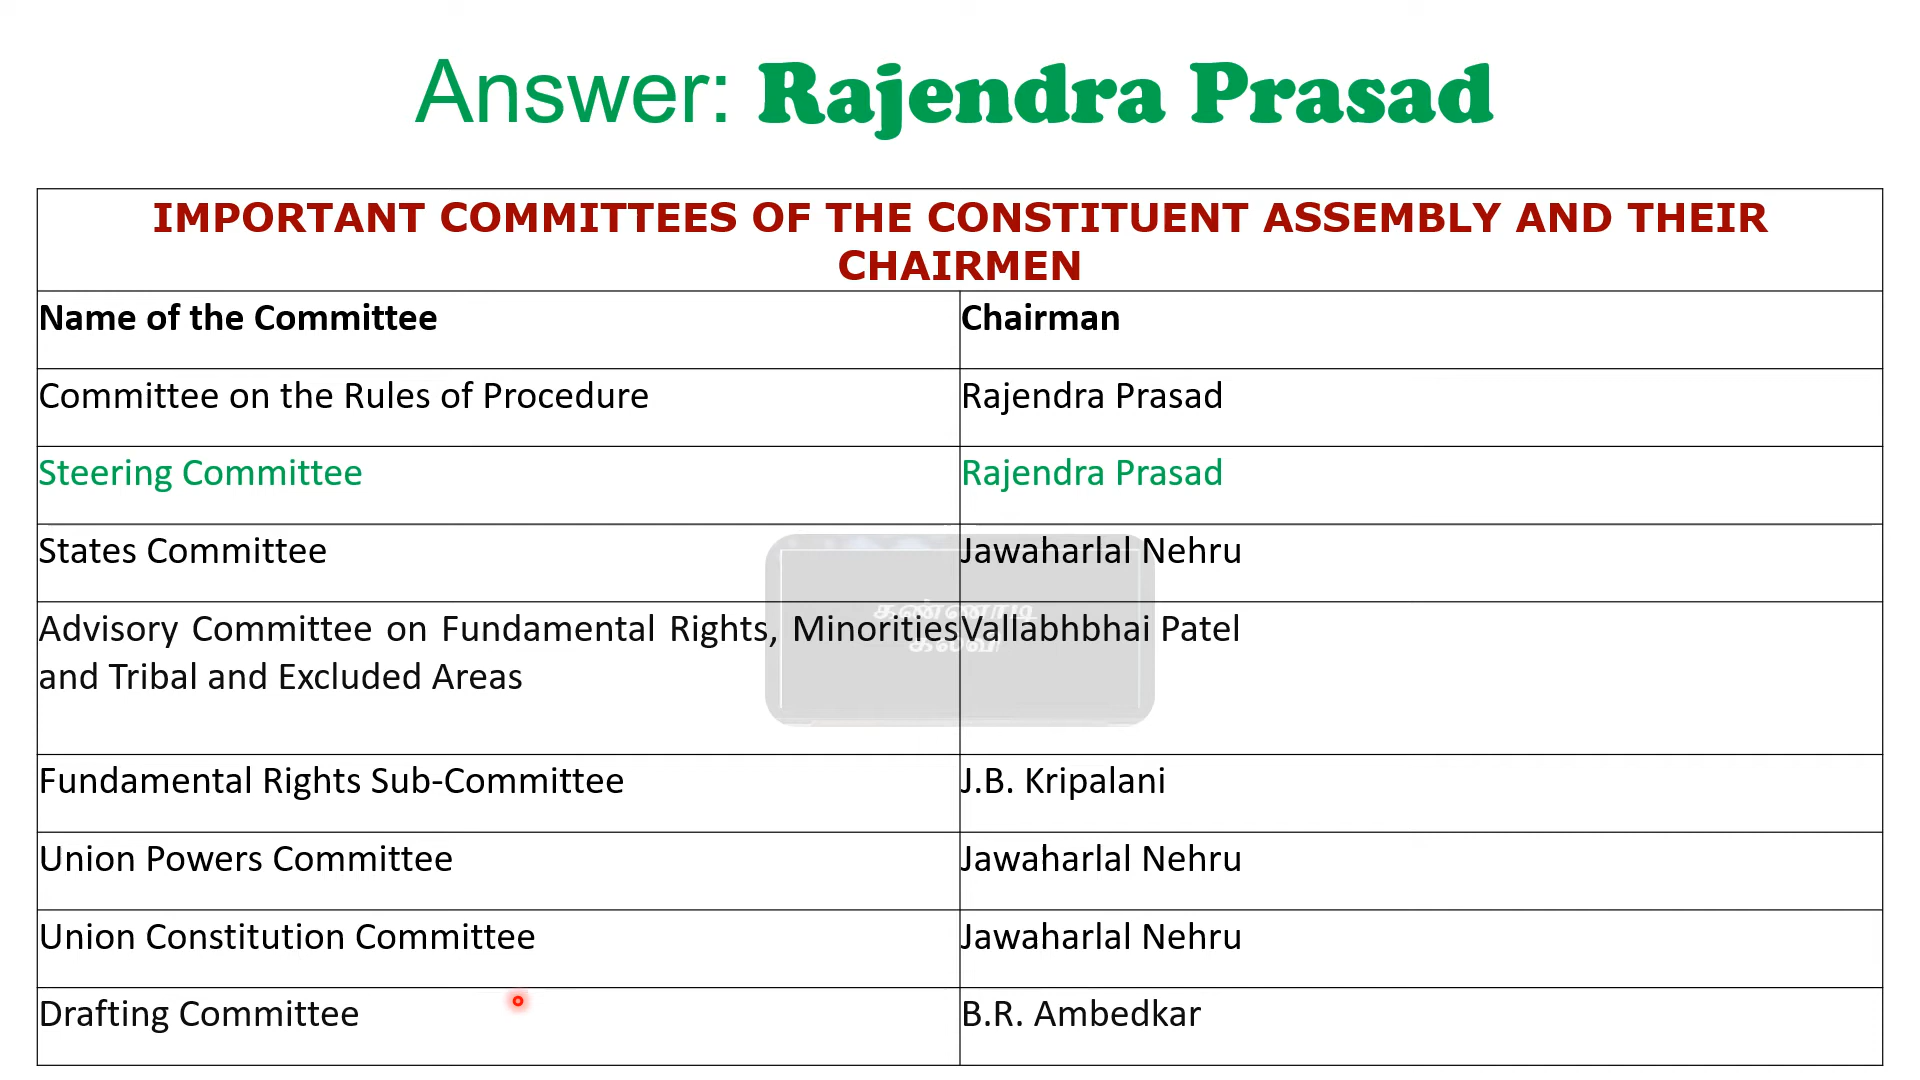 Answer: Rajendra Prasad
IMPORTANT COMMITTEES OF THE CONSTITUENT ASSEMBLY AND THEIR
CHAIRMEN
Name of the Committee Chairman
Committee on the Rules of Procedure Rajendra Prasad
Steering Committee Rajendra Prasad
States Committee Jawaharlal Nehru
கண்ணாடி
Advisory Committee on Fundamental Rights, Minorities Vallabhbhai Patel
கல்வி
and Tribal and Excluded Areas
Fundamental Rights Sub-Committee J.B. Kripalani
Union Powers Committee Jawaharlal Nehru
Union Constitution Committee Jawaharlal Nehru
Drafting Committee B.R. Ambedkar